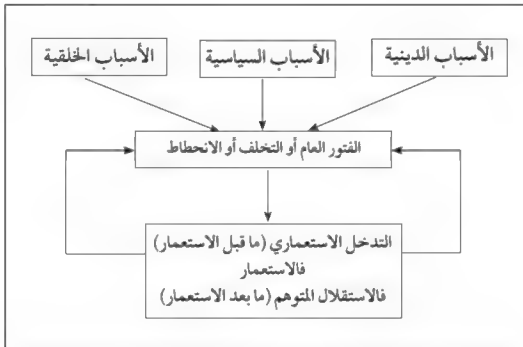 الأسباب الدينية
الأسباب السياسية
الأسباب الخلقية
الفتور العام أو التخلف أو الانحطاط
التدخل الاستعماري (ما قبل الاستعمار)
فالاستعمار
فالاستقلال المتوهم (ما بعد الاستعمار)